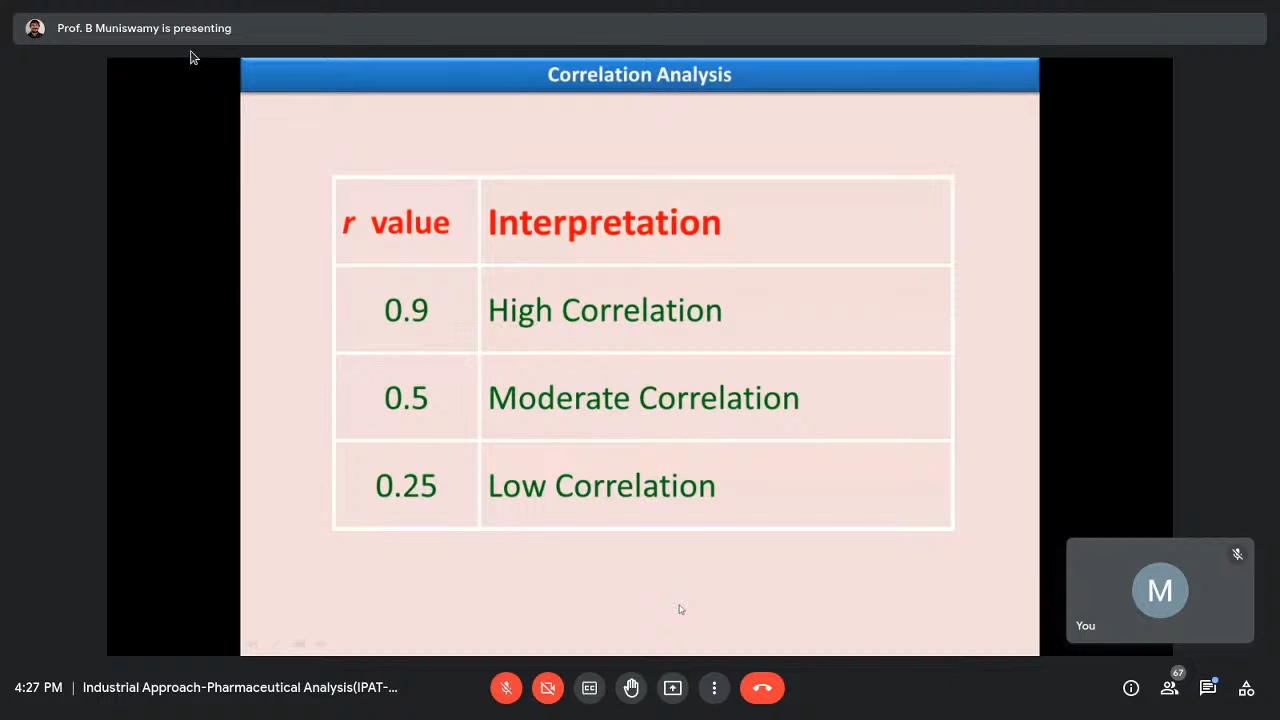 Prof. B Muniswamy is presenting
Correlation Analysis
r value Interpretation
0.9 High Correlation
0.5 Moderate Correlation
0.25 Low Correlation
M
You
4:27 PM | Industrial Approach-Pharmaceutical Analysis(IPAT-...
CC
67